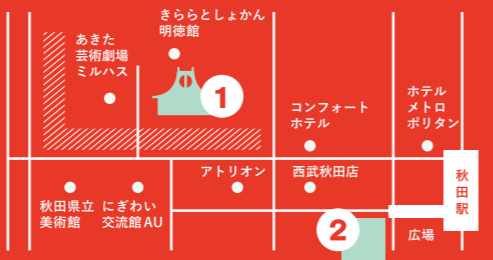 きららとしょかん
明徳館
あきた
芸術劇場
ミルハス
1
コンフォート
ホテル
ホテル
メトロ
ポリタン
アトリオン
西武秋田店
秋田駅
秋田県立
美術館
にぎわい
交流館AU
2
広場